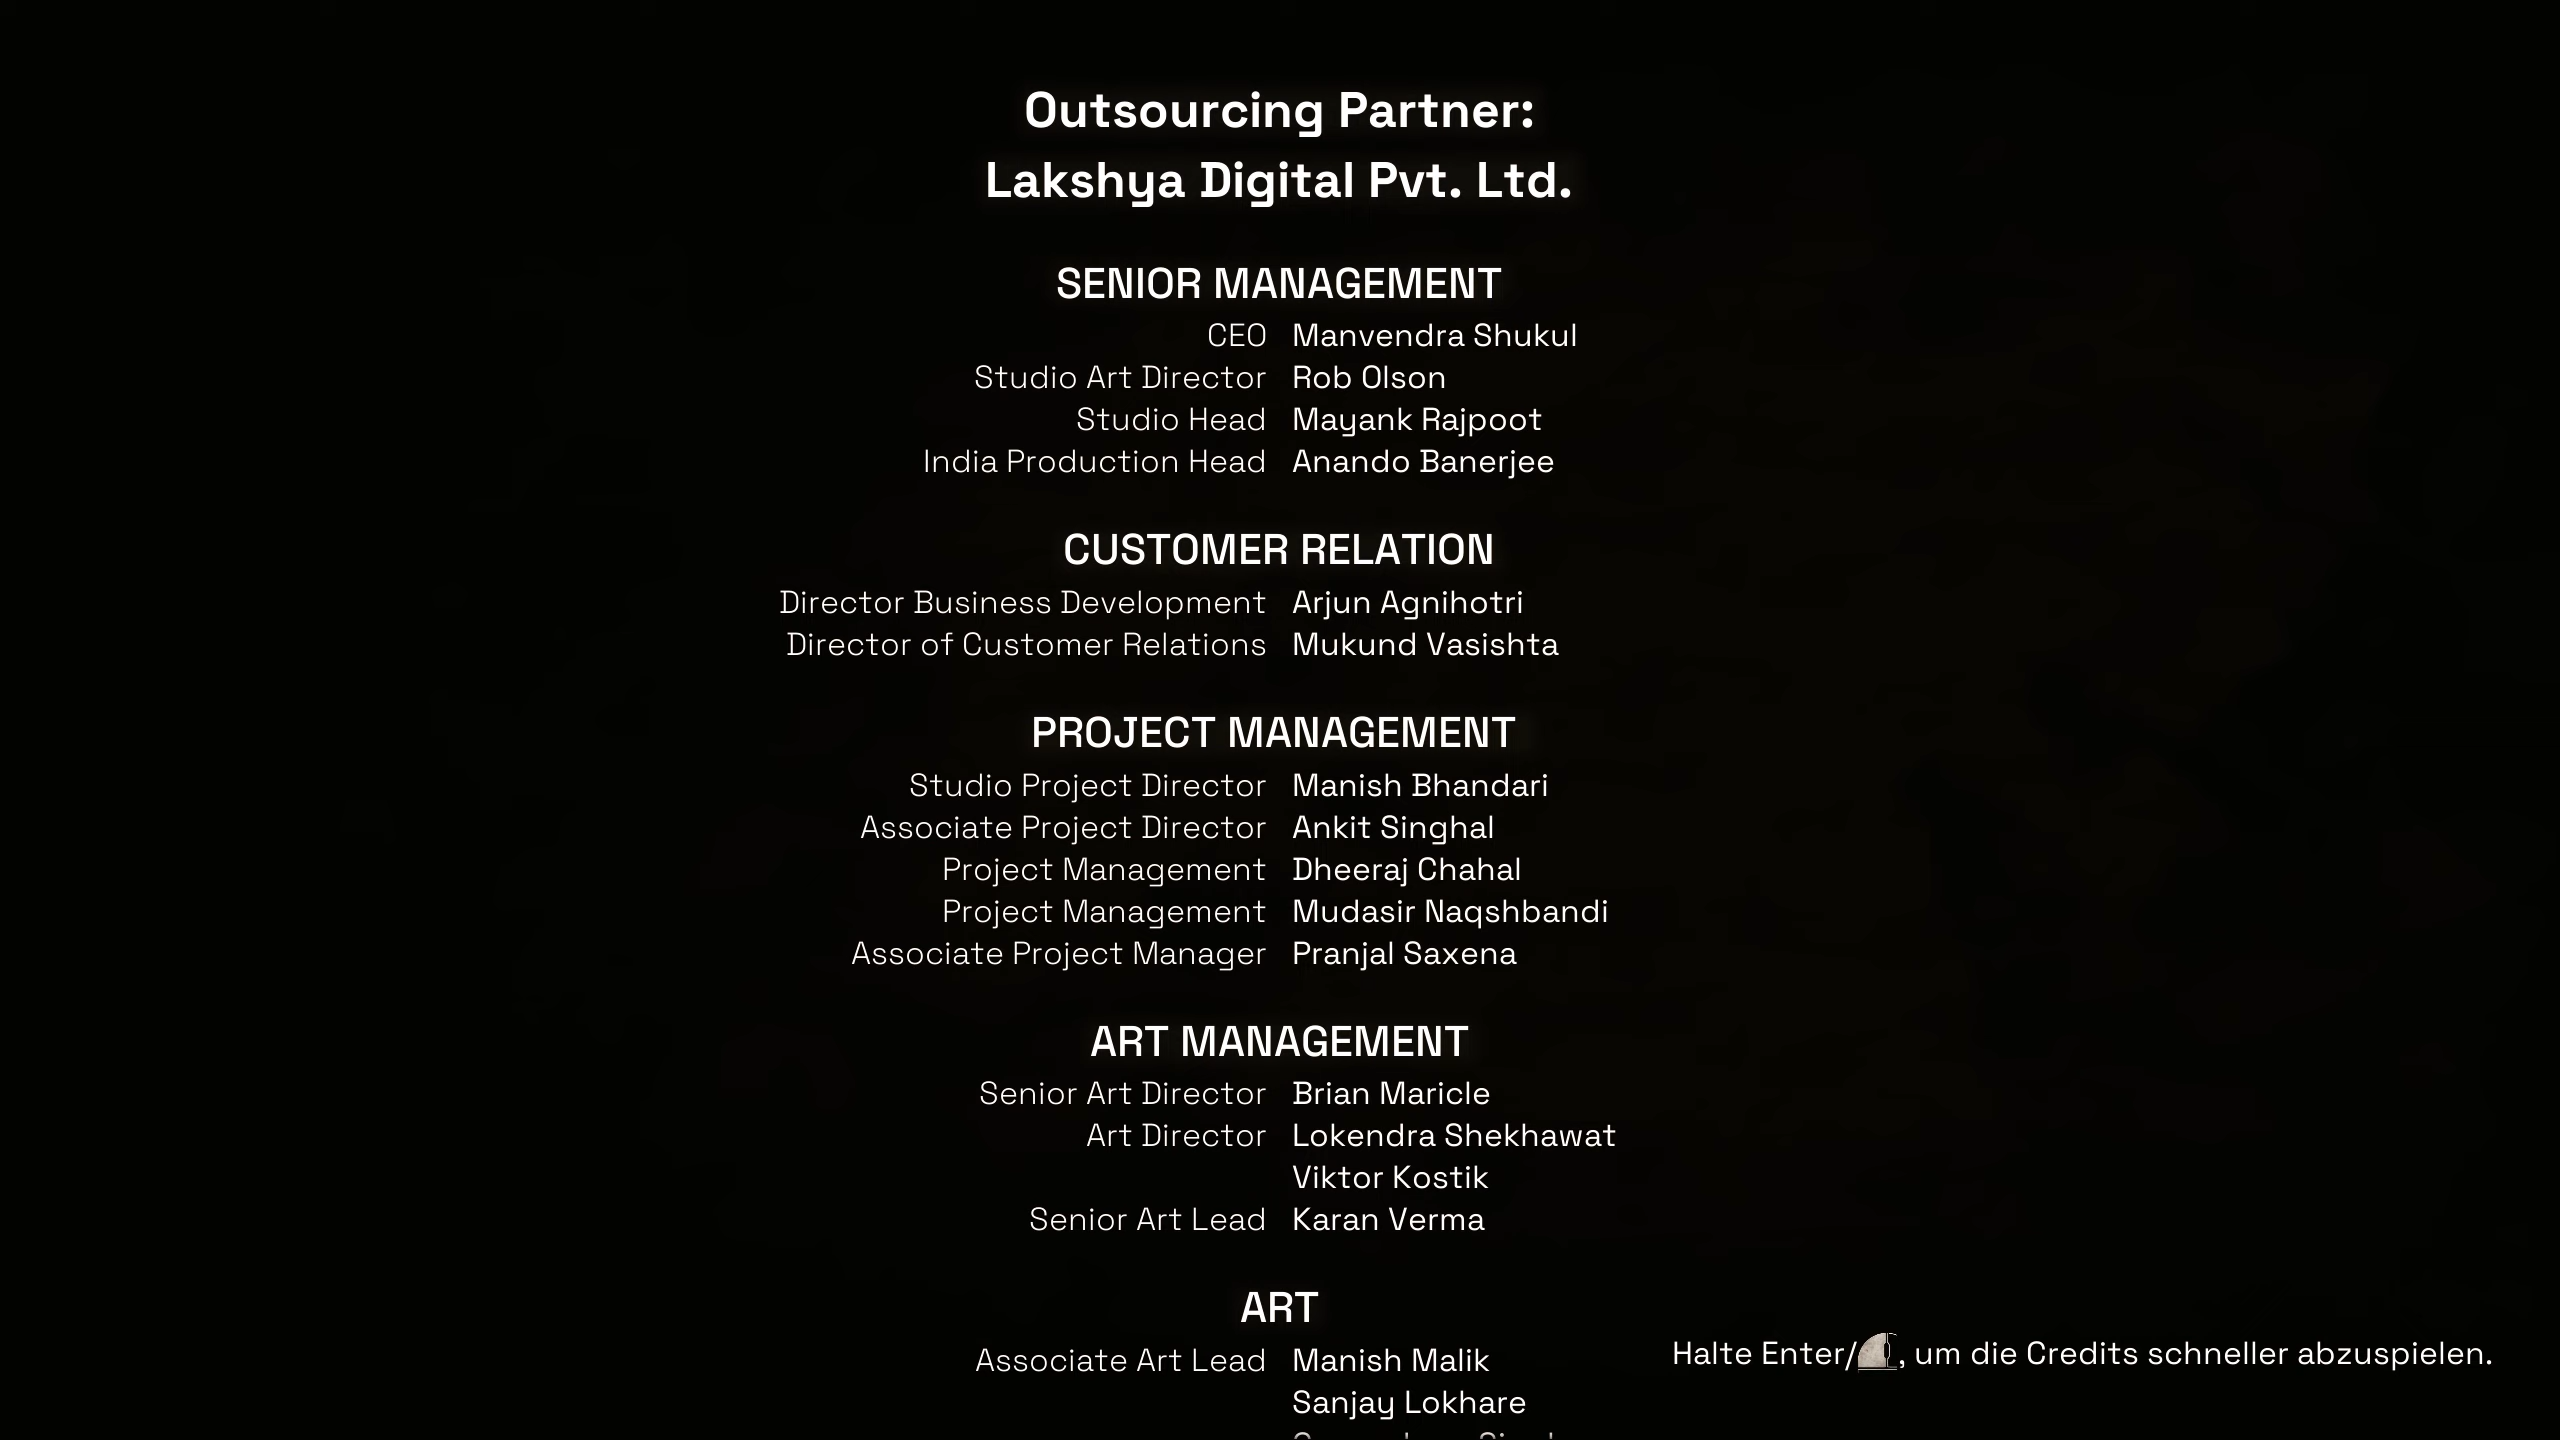 Outsourcing Partner:
Lakshya Digital Pvt. Ltd.
SENIOR MANAGEMENT
CEO Manvendra Shukul
Studio Art Director Rob Olson
Studio Head Mayank Rajpoot
India Production Head Anando Banerjee
CUSTOMER RELATION
Director Business Development Arjun Agnihotri
Director of Customer Relations Mukund Vasishta
PROJECT MANAGEMENT
Studio Project Director Manish Bhandari
Associate Project Director Ankit Singhal
Project Management Dheeraj Chahal
Project Management Mudasir Naqshbandi
Associate Project Manager Pranjal Saxena
ART MANAGEMENT
Senior Art Director Brian Maricle
Art Director Lokendra Shekhawat
Viktor Kostik
Senior Art Lead Karan Verma
ART
Associate Art Lead Manish Malik
Sanjay Lokhare
Halte Enter/, um die Credits schneller abzuspielen.